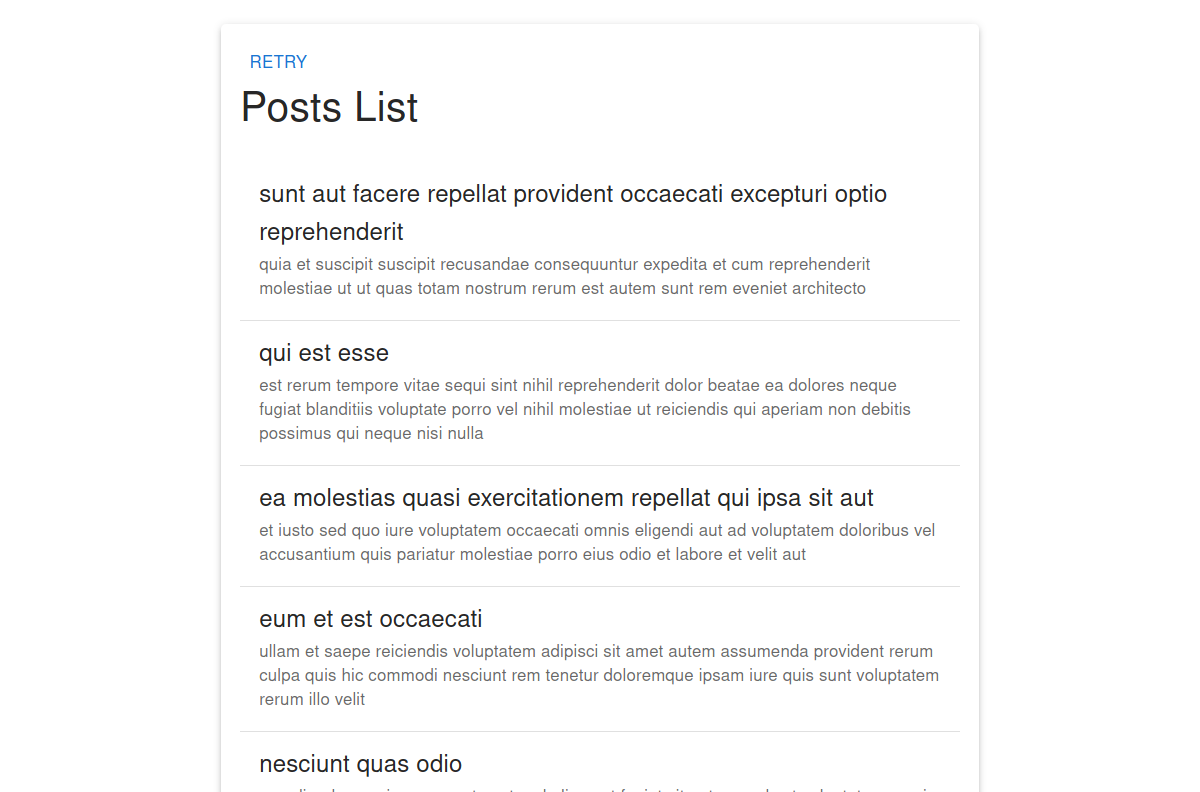 RETRY
Posts List
sunt aut facere repellat provident occaecati excepturi optio
reprehenderit
quia et suscipit suscipit recusandae consequuntur expedita et cum reprehenderit
molestiae ut ut quas totam nostrum rerum est autem sunt rem eveniet architecto
qui est esse
est rerum tempore vitae sequi sint nihil reprehenderit dolor beatae ea dolores neque
fugiat blanditiis voluptate porro vel nihil molestiae ut reiciendis qui aperiam non debitis
possimus qui neque nisi nulla
ea molestias quasi exercitationem repellat qui ipsa sit aut
et iusto sed quo iure voluptatem occaecati omnis eligendi aut ad voluptatem doloribus vel
accusantium quis pariatur molestiae porro eius odio et labore et velit aut
eum et est occaecati
ullam et saepe reiciendis voluptatem adipisci sit amet autem assumenda provident rerum
culpa quis hic commodi nesciunt rem tenetur doloremque ipsam iure quis sunt voluptatem
rerum illo velit
nesciunt quas odio